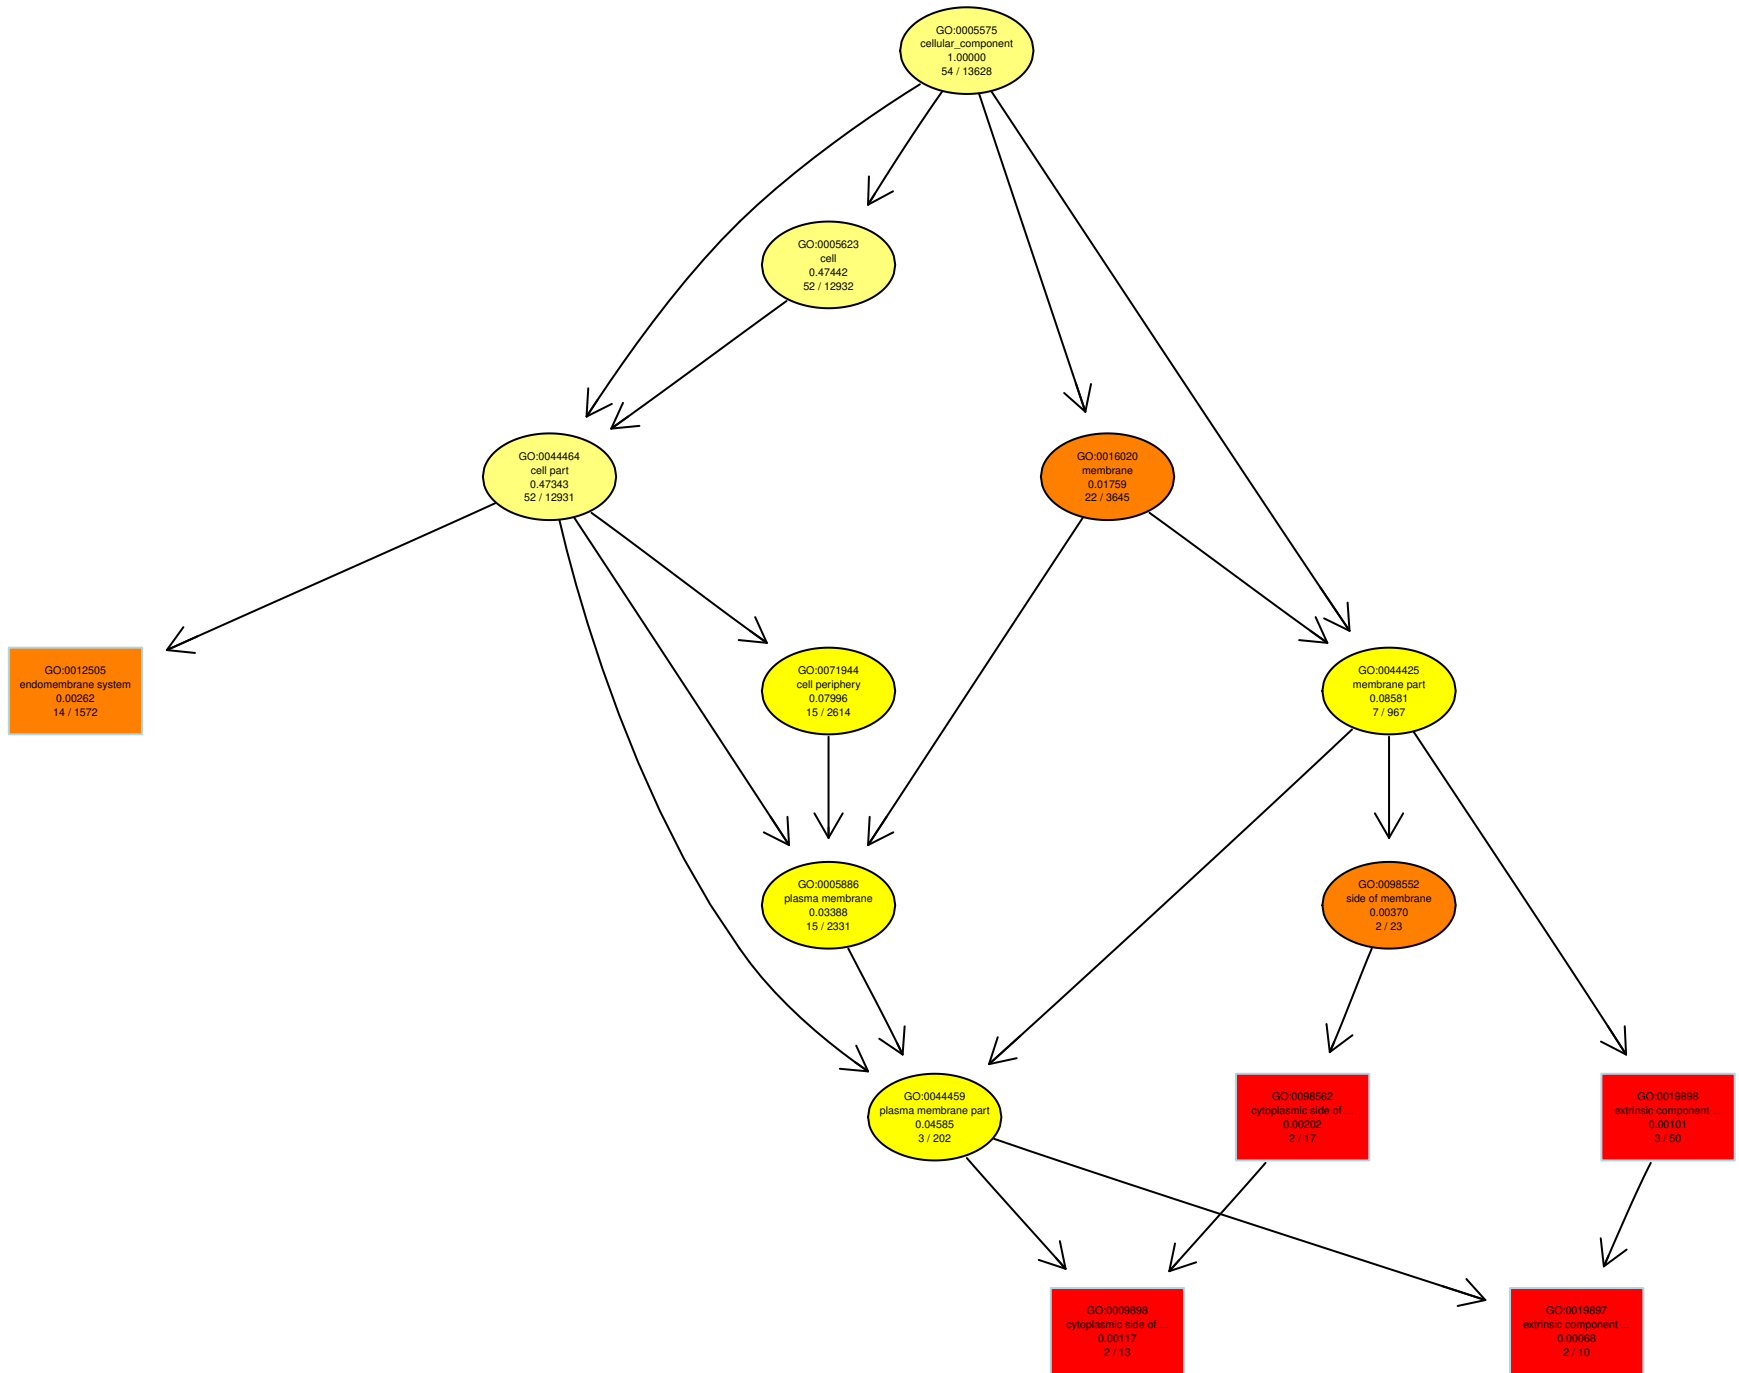 GO:0005575
cellular_component
1.00000
54 / 13628
GO:0005623
cell
0.47442
52 / 12932
GO:0044464
cell part
0.47343
52 / 12931
GO:0016020
membrane
0.01759
22 / 3645
GO:0012505
endomembrane system
0.00262
14 / 1572
GO:0071944
cell periphery
0.07996
15 / 2614
GO:0044425
membrane part
0.08581
7 / 967
GO:0005886
plasma membrane
0.03388
15 / 2331
GO:0098552
side of membrane
0.00370
2 / 23
GO:0044459
plasma membrane part
0.04585
3 / 202
GO:0098562
cytoplasmic side of ...
0.00202
2 / 17
GO:0019898
extrinsic component ...
0.00101
3 / 50
GO:0009898
cytoplasmic side of ...
0.00117
2 / 13
GO:0019897
extrinsic component ...
0.00068
2 / 10